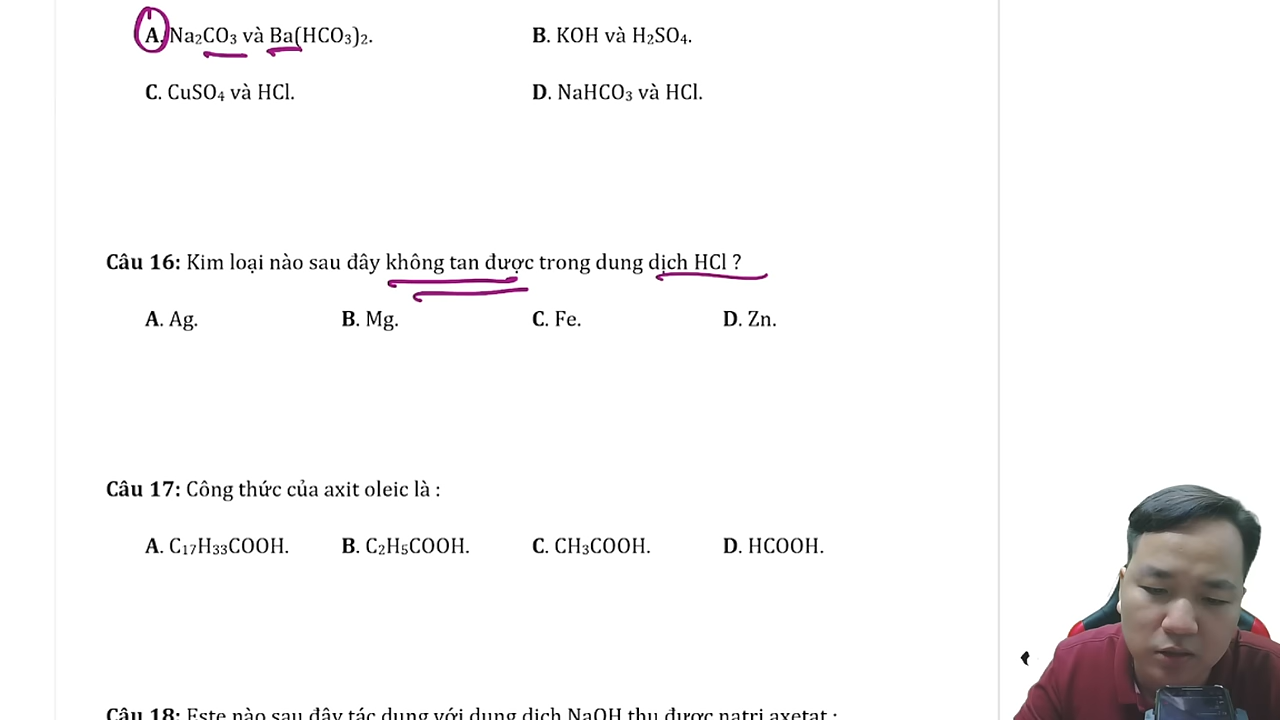 A. Na₂CO₃ và Ba(HCO₃)₂.
B. KOH và H₂SO₄.
C. CuSO₄ và HCl.
D. NaHCO₃ và HCl.
Câu 16: Kim loại nào sau đây không tan được trong dung dịch HCl ?
A. Ag.
B. Mg.
C. Fe.
D. Zn.
Câu 17: Công thức của axit oleic là :
A. C₁₇H₃₃COOH.
B. C₂H₅COOH.
C. CH₃COOH.
D. HCOOH.
Câu 18: Este nào sau đây tác dụng với dung dịch NaOH thu được natri axetat :